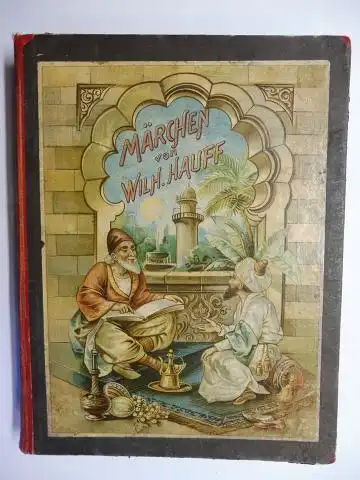 MÄRCHEN
von
WILH. HAUFF